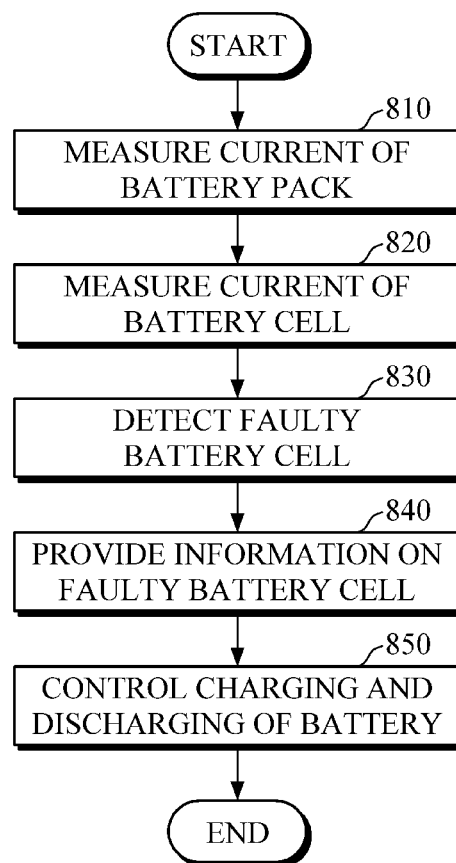 START
810
MEASURE CURRENT OF
BATTERY PACK
820
MEASURE CURRENT OF
BATTERY CELL
830
DETECT FAULTY
BATTERY CELL
840
PROVIDE INFORMATION ON
FAULTY BATTERY CELL
850
CONTROL CHARGING AND
DISCHARGING OF BATTERY
END